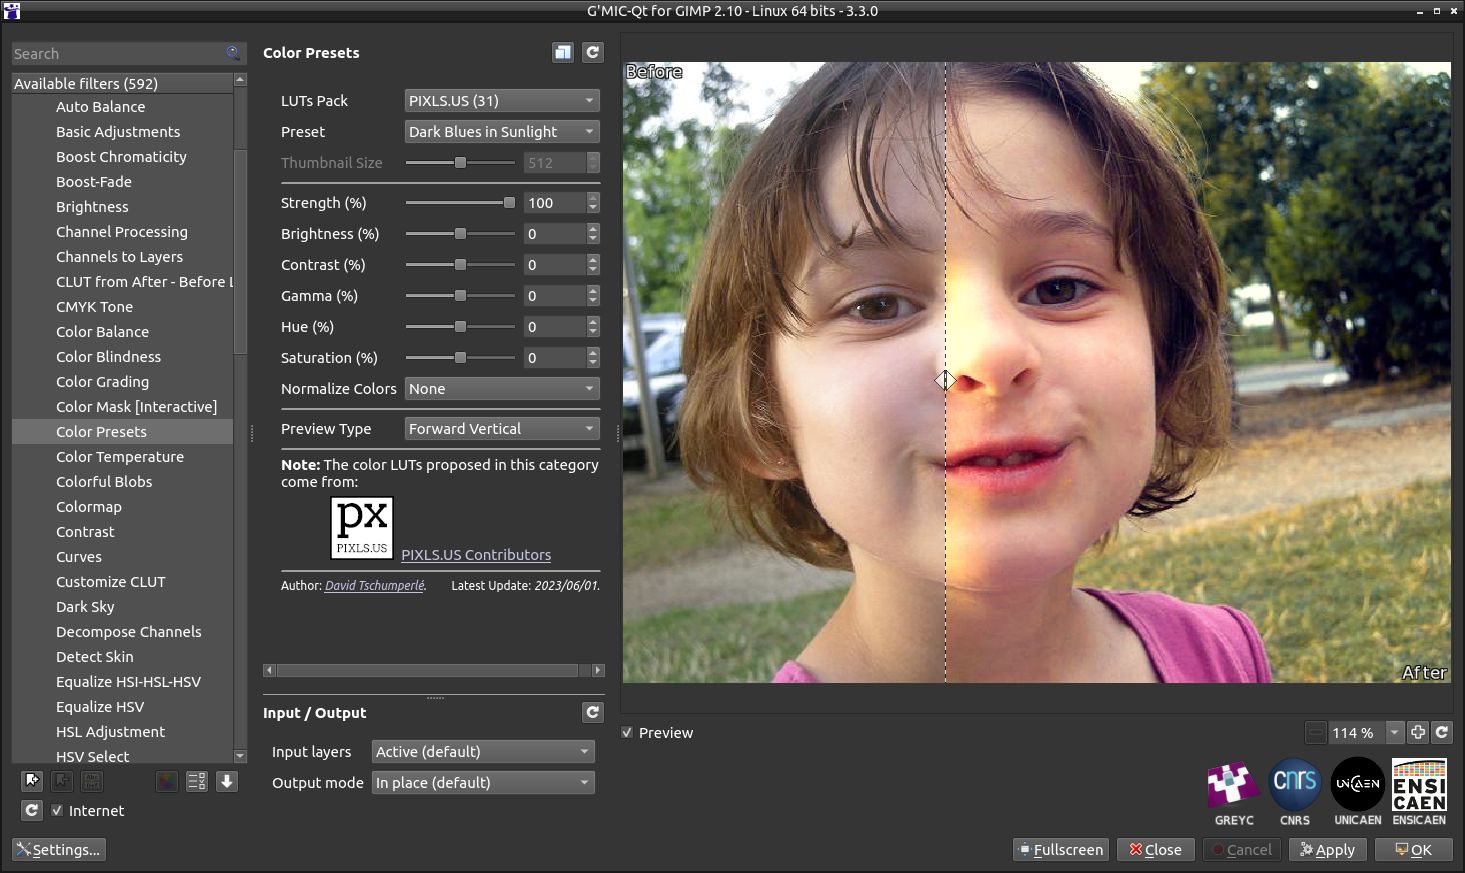 G'MIC-Qt for GIMP 2.10 - Linux 64 bits - 3.3.0
Search
Available filters (592)
Auto Balance
Basic Adjustments
Boost Chromaticity
Boost-Fade
Brightness
Channel Processing
Channels to Layers
CLUT from After - Before L
CMYK Tone
Color Balance
Color Blindness
Color Grading
Color Mask [Interactive]
Color Presets
Color Temperature
Colorful Blobs
Colormap
Contrast
Curves
Customize CLUT
Dark Sky
Decompose Channels
Detect Skin
Equalize HSI-HSL-HSV
Equalize HSV
HSL Adjustment
HSV Select
Internet
Settings...
Color Presets
LUTs Pack PIXLS.US (31)
Preset Dark Blues in Sunlight
Thumbnail Size 512
Strength (%) 100
Brightness (%) 0
Contrast (%) 0
Gamma (%) 0
Hue (%) 0
Saturation (%) 0
Normalize Colors None
Preview Type Forward Vertical
Note: The color LUTs proposed in this category
come from:
px
PIXLS.US
PIXLS.US Contributors
Author: David Tschumperlé. Latest Update: 2023/06/01.
Input / Output
Input layers Active (default)
Output mode In place (default)
Before
After
Preview
114 %
cnrs UNICAEN ENSI
CAEN
GREYC CNRS UNICAEN ENSICAEN
Fullscreen Close Cancel Apply OK